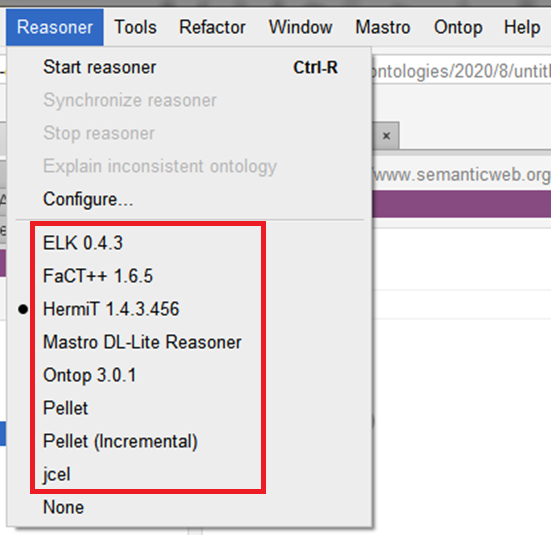 Reasoner Tools Refactor Window Mastro Ontop Help
Start reasoner Ctrl-R
ontologies/2020/8/untitl
Synchronize reasoner
Stop reasoner
Explain inconsistent ontology
/www.semanticweb.org
Configure...
ELK 0.4.3
FaCT++ 1.6.5
HermiT 1.4.3.456
Mastro DL-Lite Reasoner
Ontop 3.0.1
Pellet
Pellet (Incremental)
jcel
None